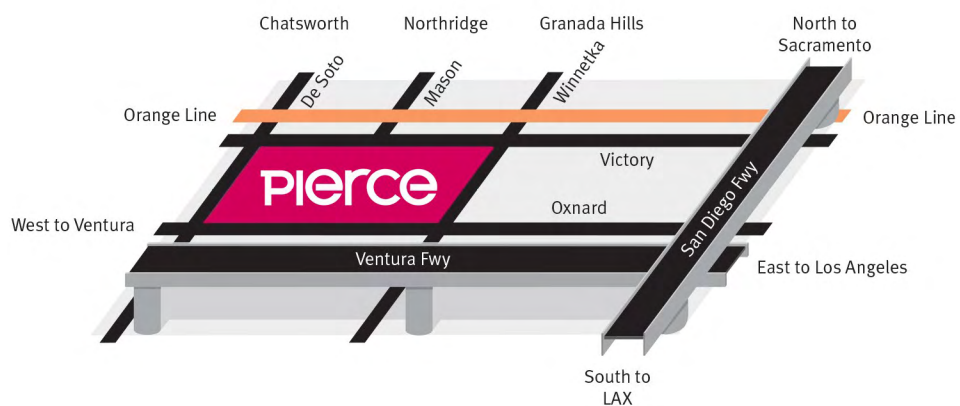 Chatsworth
Northridge
Granada Hills
North to
Sacramento
De Soto
Mason
Winnetka
Orange Line
Orange Line
Victory
PIerce
Oxnard
San Diego Fwy
West to Ventura
Ventura Fwy
East to Los Angeles
South to
LAX